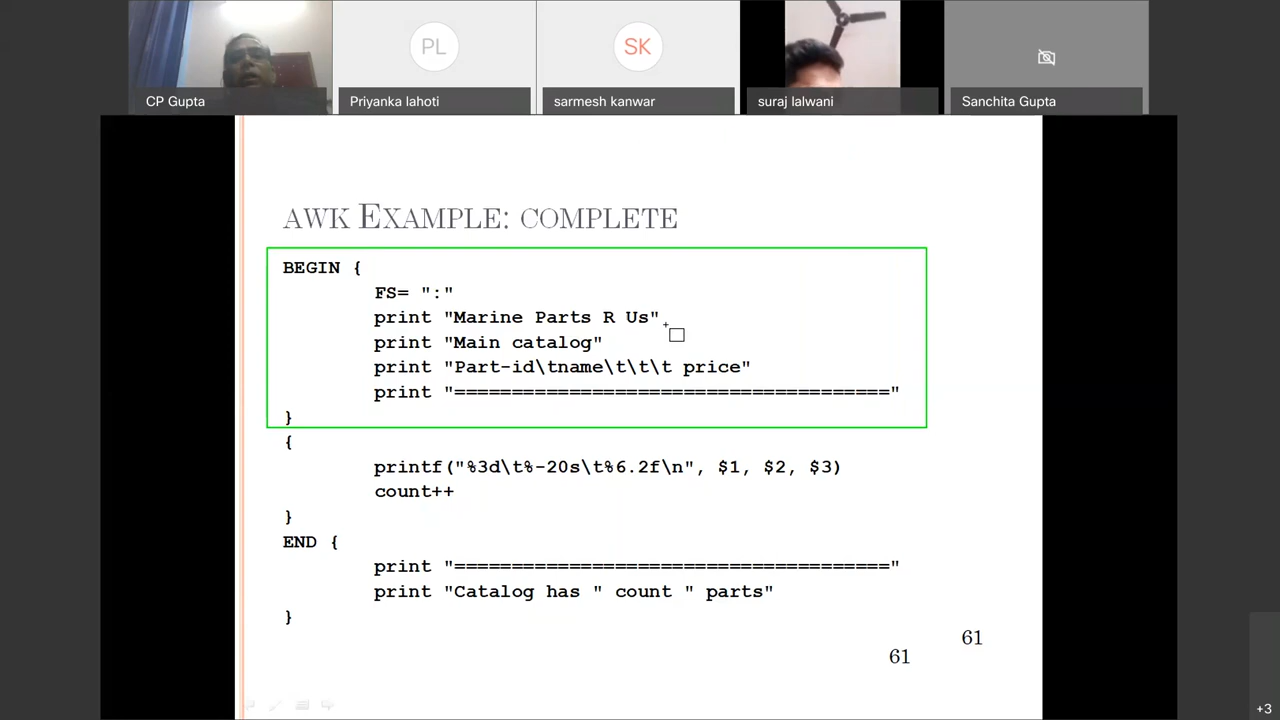 PL
SK
CP Gupta
Priyanka lahoti
sarmesh kanwar
suraj lalwani
Sanchita Gupta
AWK EXAMPLE: COMPLETE
BEGIN {
FS= ":"
print "Marine Parts R Us"
print "Main catalog"
print "Part-id\tname\t\t\t price"
print "======================================"
}
{
printf("%3d\t%-20s\t%6.2f\n", $1, $2, $3)
count++
}
END {
print "======================================"
print "Catalog has " count " parts"
}
61
61
+3